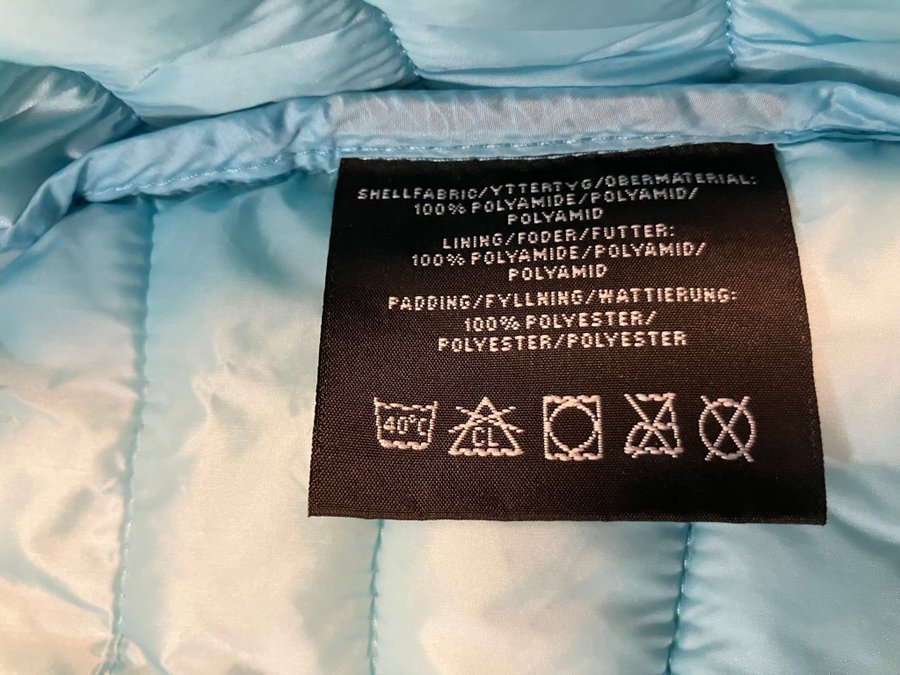 SHELLFABRIC/YTTERTYG/OBERMATERIAL:
100% POLYAMIDE/POLYAMID/
POLYAMID
LINING/FODER/FUTTER:
100% POLYAMIDE/POLYAMID/
POLYAMID
PADDING/FYLLNING/WATTIERUNG:
100% POLYESTER/
POLYESTER/POLYESTER
40°C CL